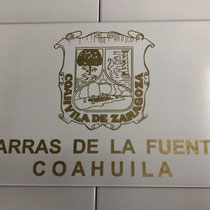 COAHUILA DE ZARAGOZA
ARRAS DE LA FUENT
COAHUILA